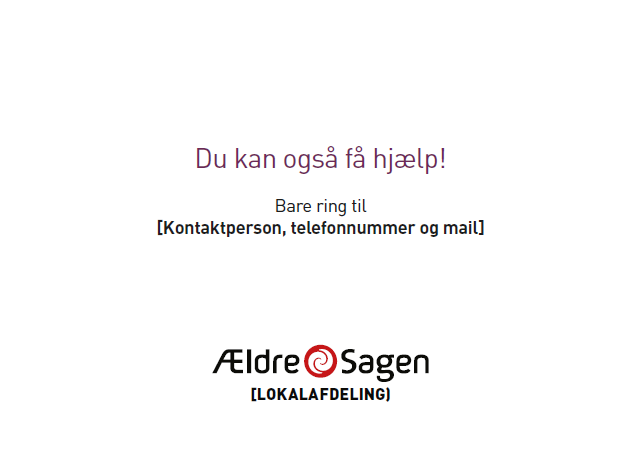 Du kan også få hjælp!
Bare ring til
[Kontaktperson, telefonnummer og mail]
ÆldreSagen
[LOKALAFDELING)